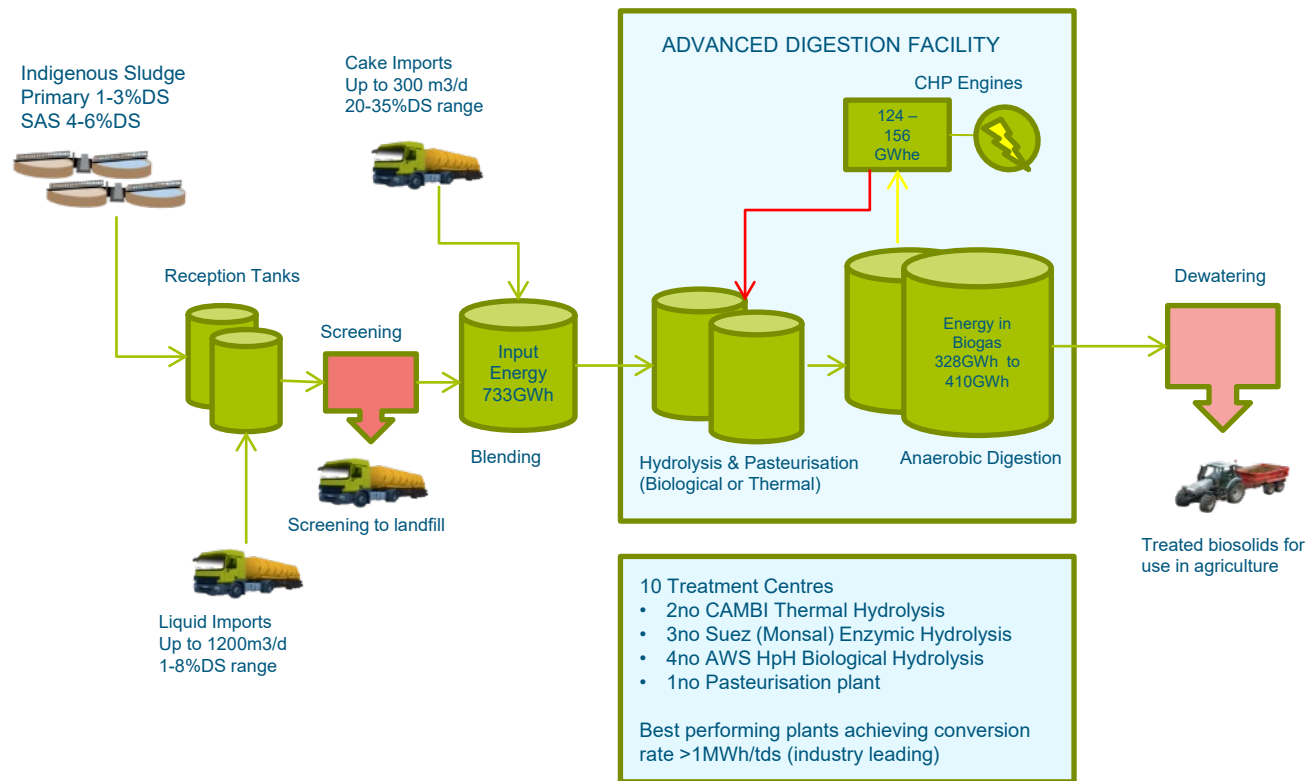 ADVANCED DIGESTION FACILITY
Indigenous Sludge
Primary 1-3%DS
SAS 4-6%DS
Cake Imports
Up to 300 m3/d
20-35%DS range
CHP Engines
124 –
156
GWhe
Reception Tanks
Screening
Input
Energy
733GWh
Blending
Energy in
Biogas
328GWh to
410GWh
Dewatering
Hydrolysis & Pasteurisation
(Biological or Thermal)
Anaerobic Digestion
Screening to landfill
Treated biosolids for
use in agriculture
Liquid Imports
Up to 1200m3/d
1-8%DS range
10 Treatment Centres
• 2no CAMBI Thermal Hydrolysis
• 3no Suez (Monsal) Enzymic Hydrolysis
• 4no AWS HpH Biological Hydrolysis
• 1no Pasteurisation plant
Best performing plants achieving conversion
rate >1MWh/tds (industry leading)